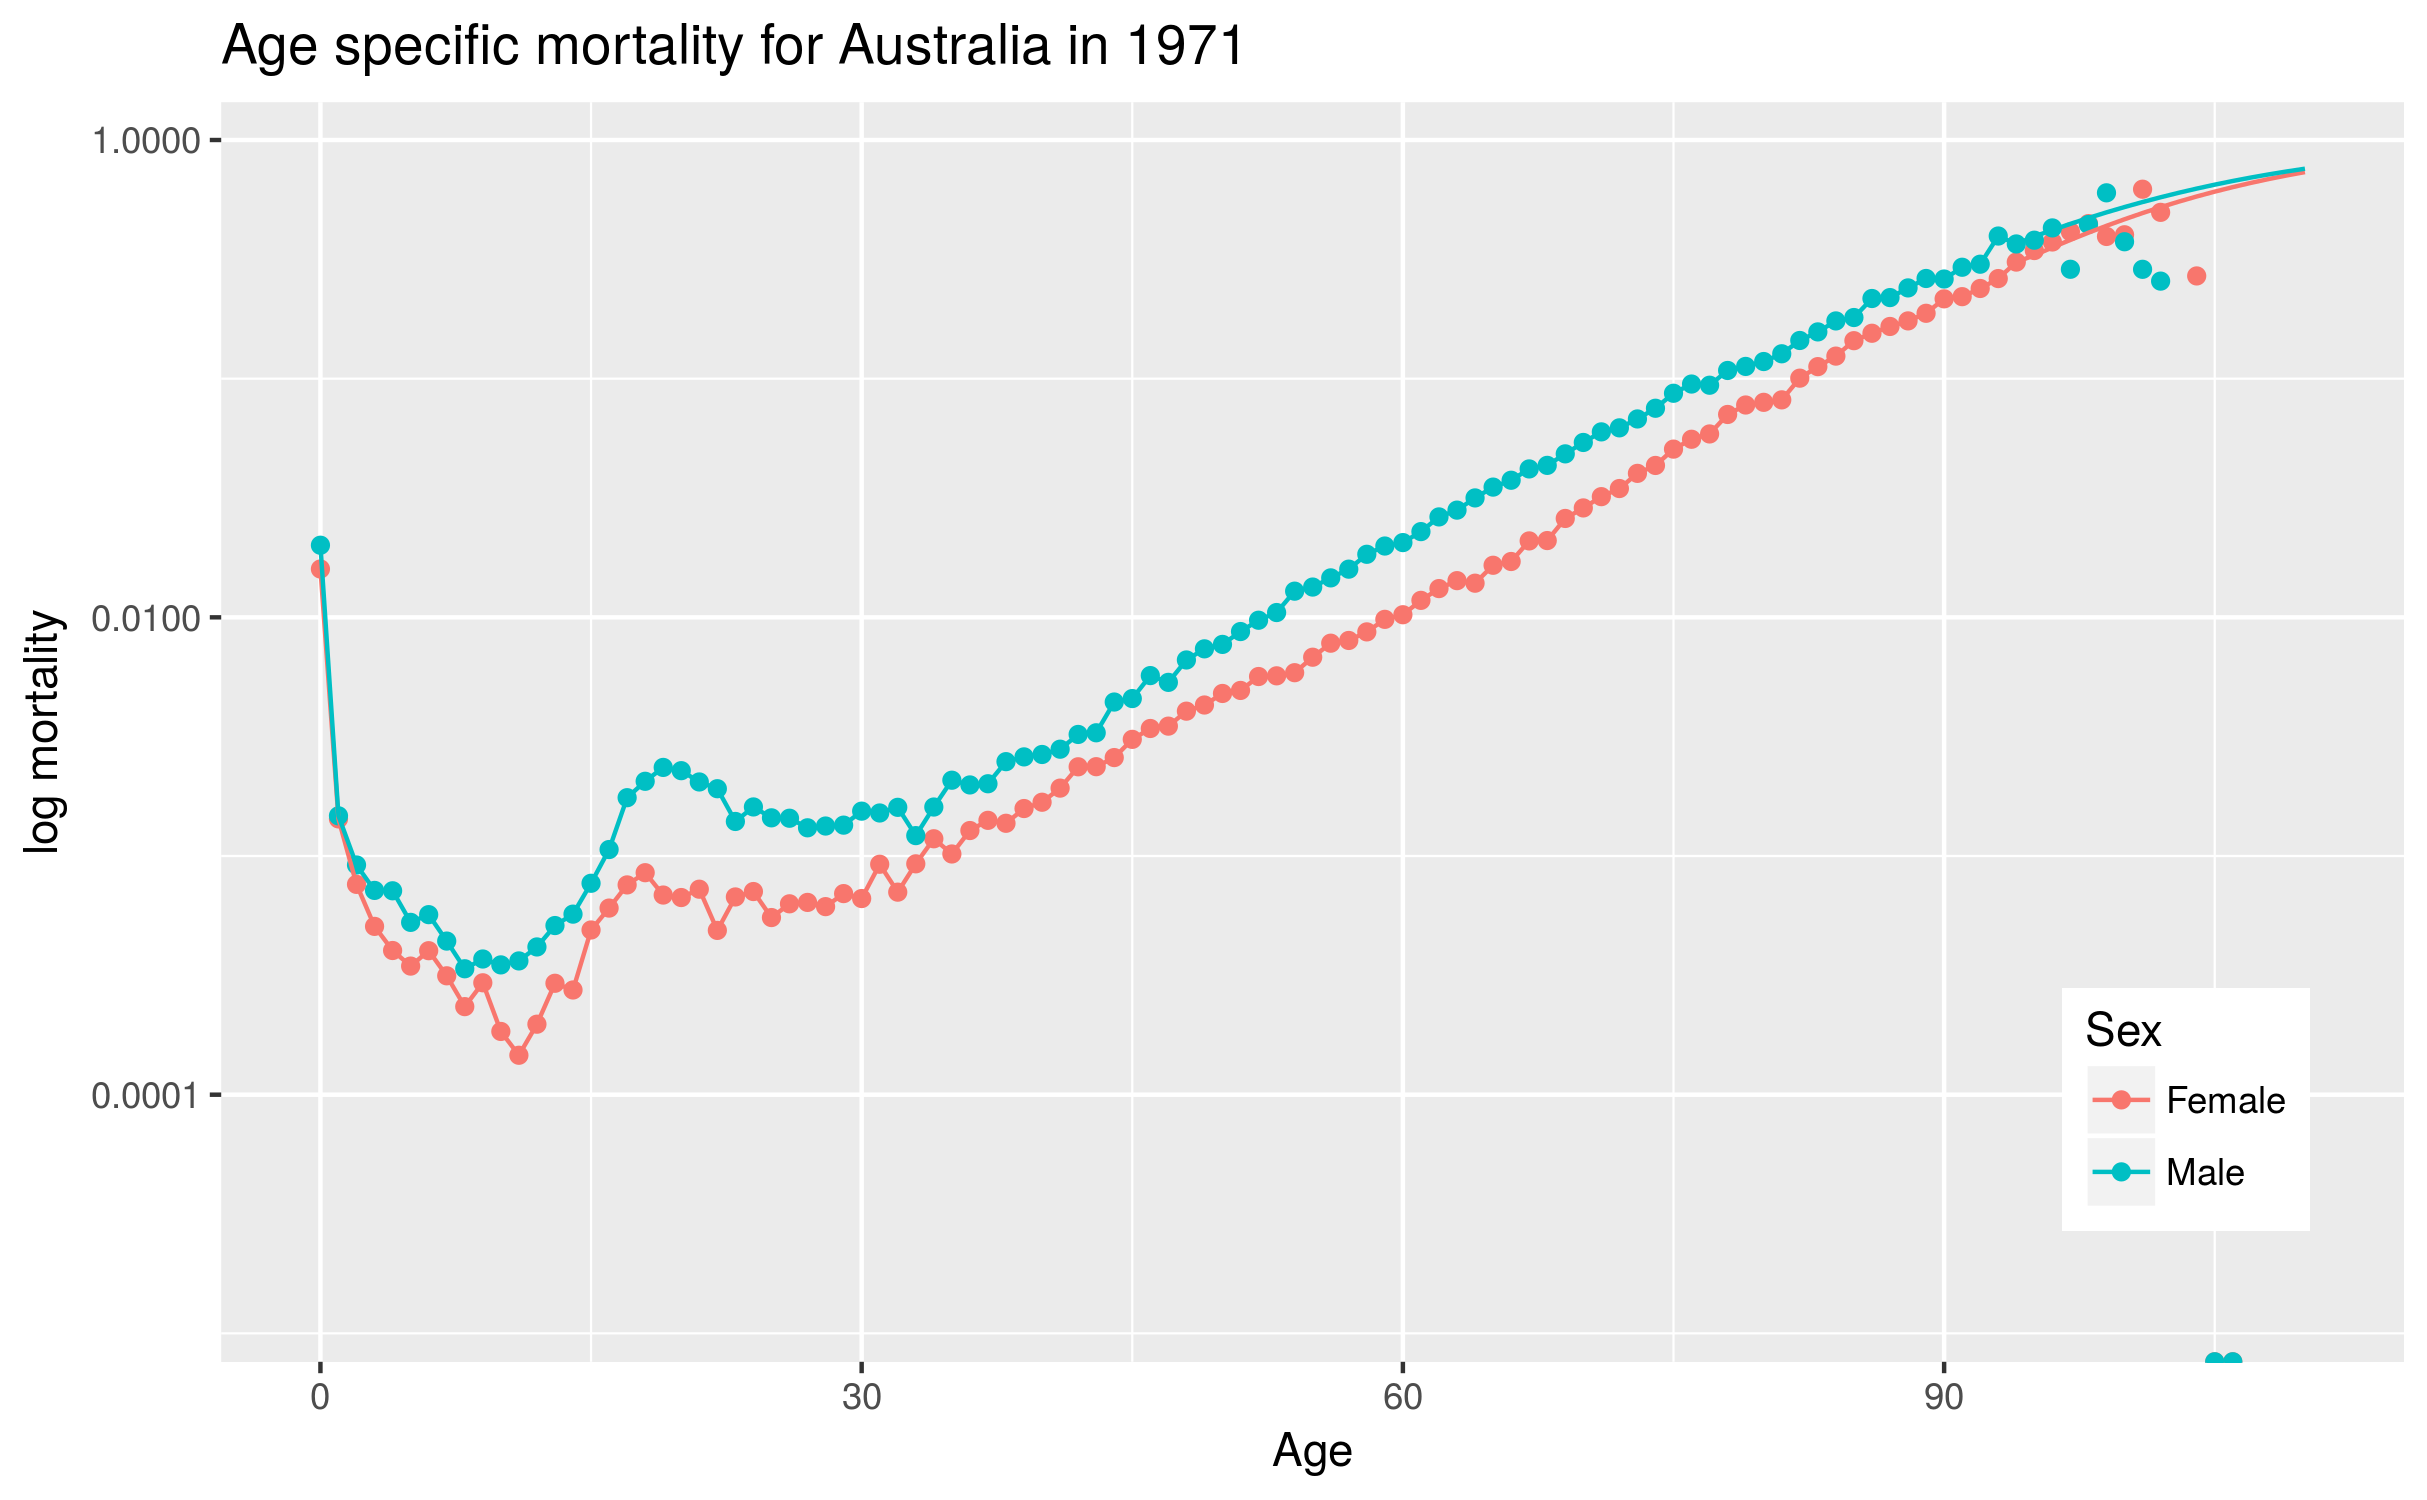 Age specific mortality for Australia in 1971
1.0000
0.0100
0.0001
log mortality
0
30
60
90
Age
Sex
Female
Male